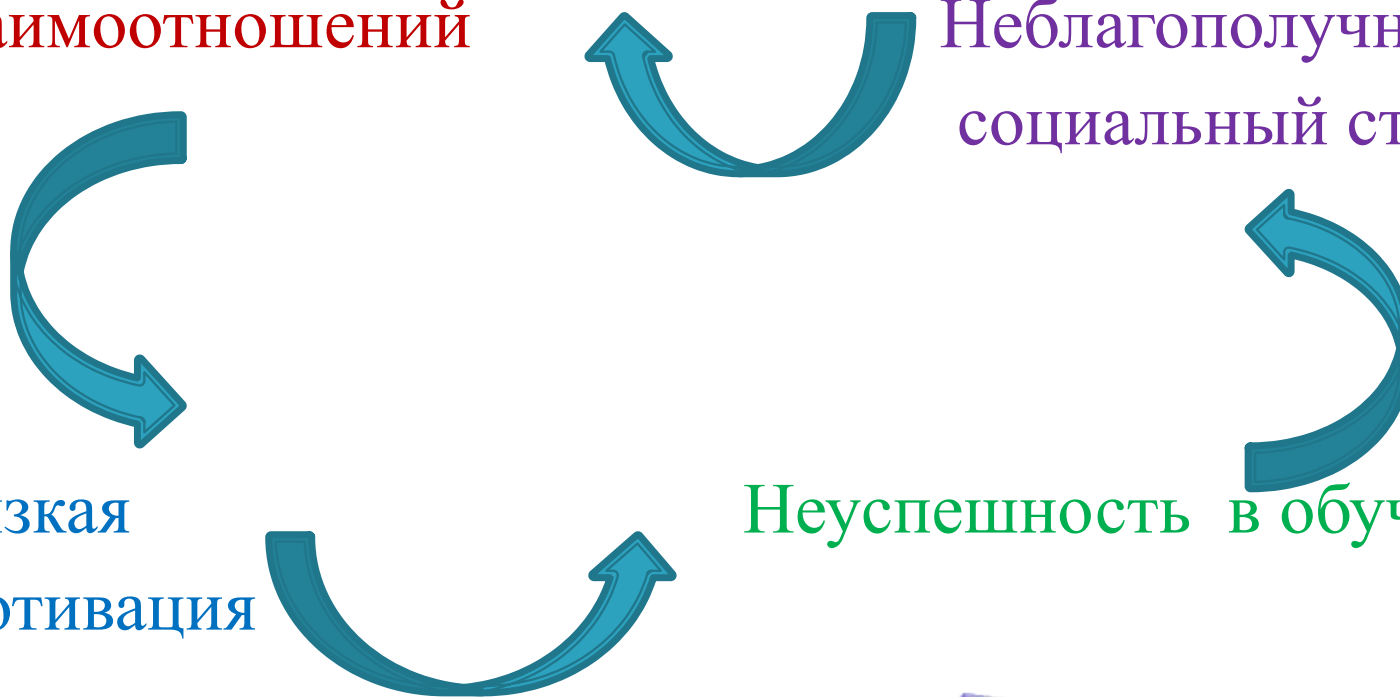 аимоотношений
Неблагополучн
социальный ст
зкая
Неуспешность в обуч
отивация